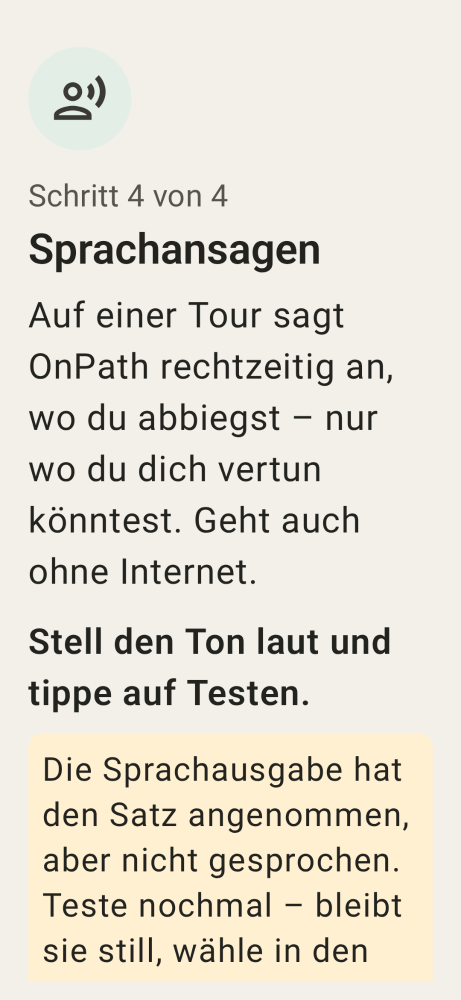 Schritt 4 von 4
Sprachansagen
Auf einer Tour sagt
OnPath rechtzeitig an,
wo du abbiegst – nur
wo du dich vertun
könntest. Geht auch
ohne Internet.
Stell den Ton laut und
tippe auf Testen.
Die Sprachausgabe hat
den Satz angenommen,
aber nicht gesprochen.
Teste nochmal – bleibt
sie still, wähle in den